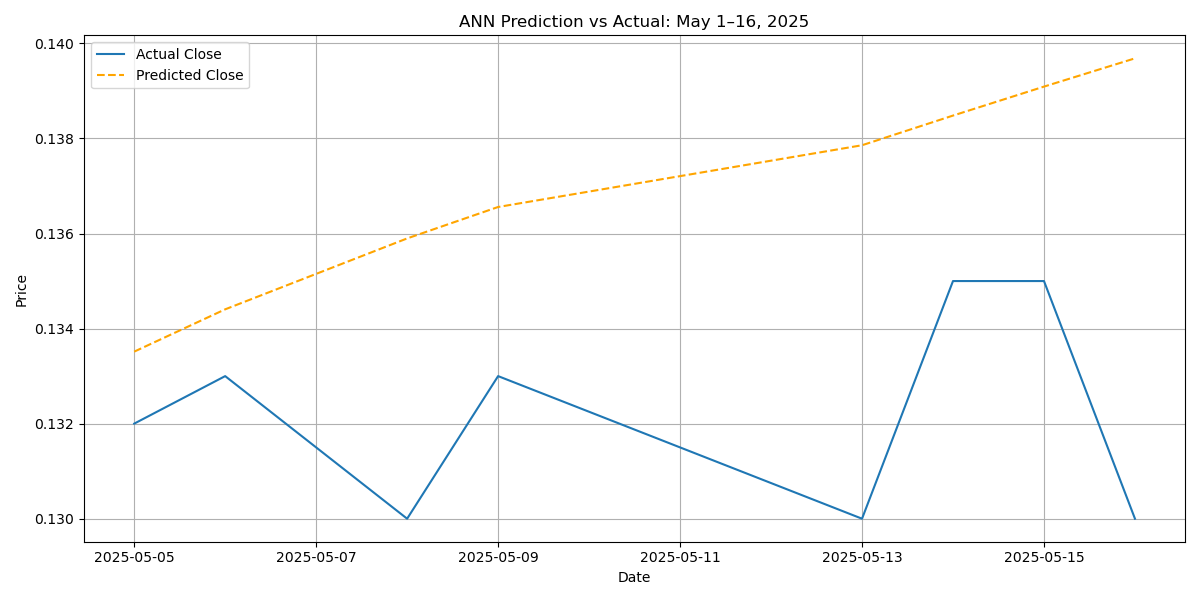 ANN Prediction vs Actual: May 1–16, 2025
Actual Close
Predicted Close
0.140
0.138
0.136
0.134
0.132
0.130
Price
2025-05-05
2025-05-07
2025-05-09
2025-05-11
2025-05-13
2025-05-15
Date